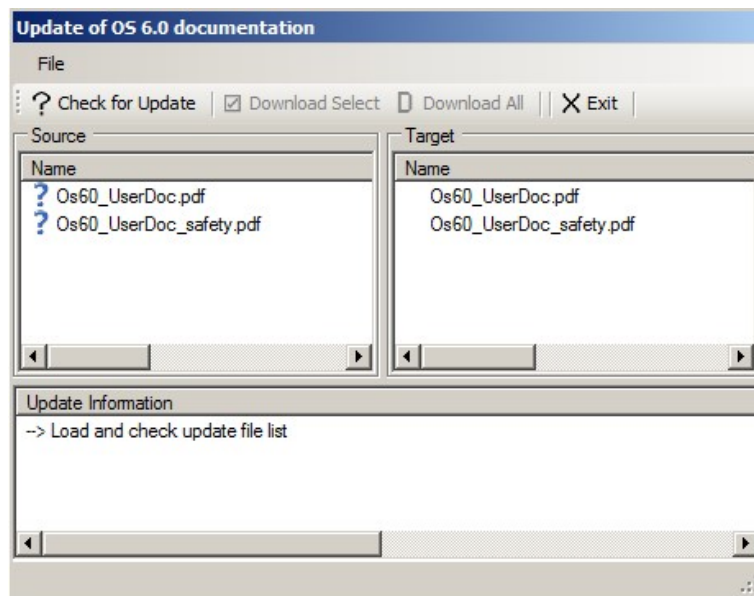 Update of OS 6.0 documentation
File
? Check for Update Download Select Download All X Exit
Source
Name
? Os60_UserDoc.pdf
? Os60_UserDoc_safety.pdf
Target
Name
Os60_UserDoc.pdf
Os60_UserDoc_safety.pdf
Update Information
--> Load and check update file list